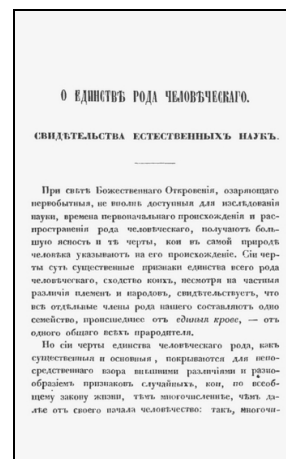 О ЕДИНСТВѢ РОДА ЧЕЛОВѢЧЕСКАГО.
СВИДѢТЕЛЬСТВА ЕСТЕСТВЕННЫХЪ НАУКЪ.
При свѣтѣ Божественнаго Откровенія, озаряющаго
первобытныя, не вполнѣ доступныя для изслѣдованія
науки, времена первоначальнаго происхожденія и рас-
пространенія рода человѣческаго, получаютъ боль-
шую ясность и тѣ черты, кои въ самой природѣ
человѣка указываютъ на его происхожденіе. Сіи чер-
ты суть существенные признаки единства всего рода
человѣческаго, сходство коихъ, несмотря на частныя
различія племенъ и народовъ, свидѣтельствуетъ, что
всѣ отдѣльные члены рода нашего составляютъ одно
семейство, происшедшее отъ единыя крове, — отъ
одного общаго всѣхъ прародителя.
Но сіи черты единства человѣческаго рода, какъ
существенныя и основныя, покрываются для непо-
средственнаго взора внѣшними различіями и разно-
образіемъ признаковъ случайныхъ, кои, по всеоб-
щему закону жизни, тѣмъ многочисленнѣе, чѣмъ да-
лѣе отъ своего начала человѣчество: такъ, многочи-